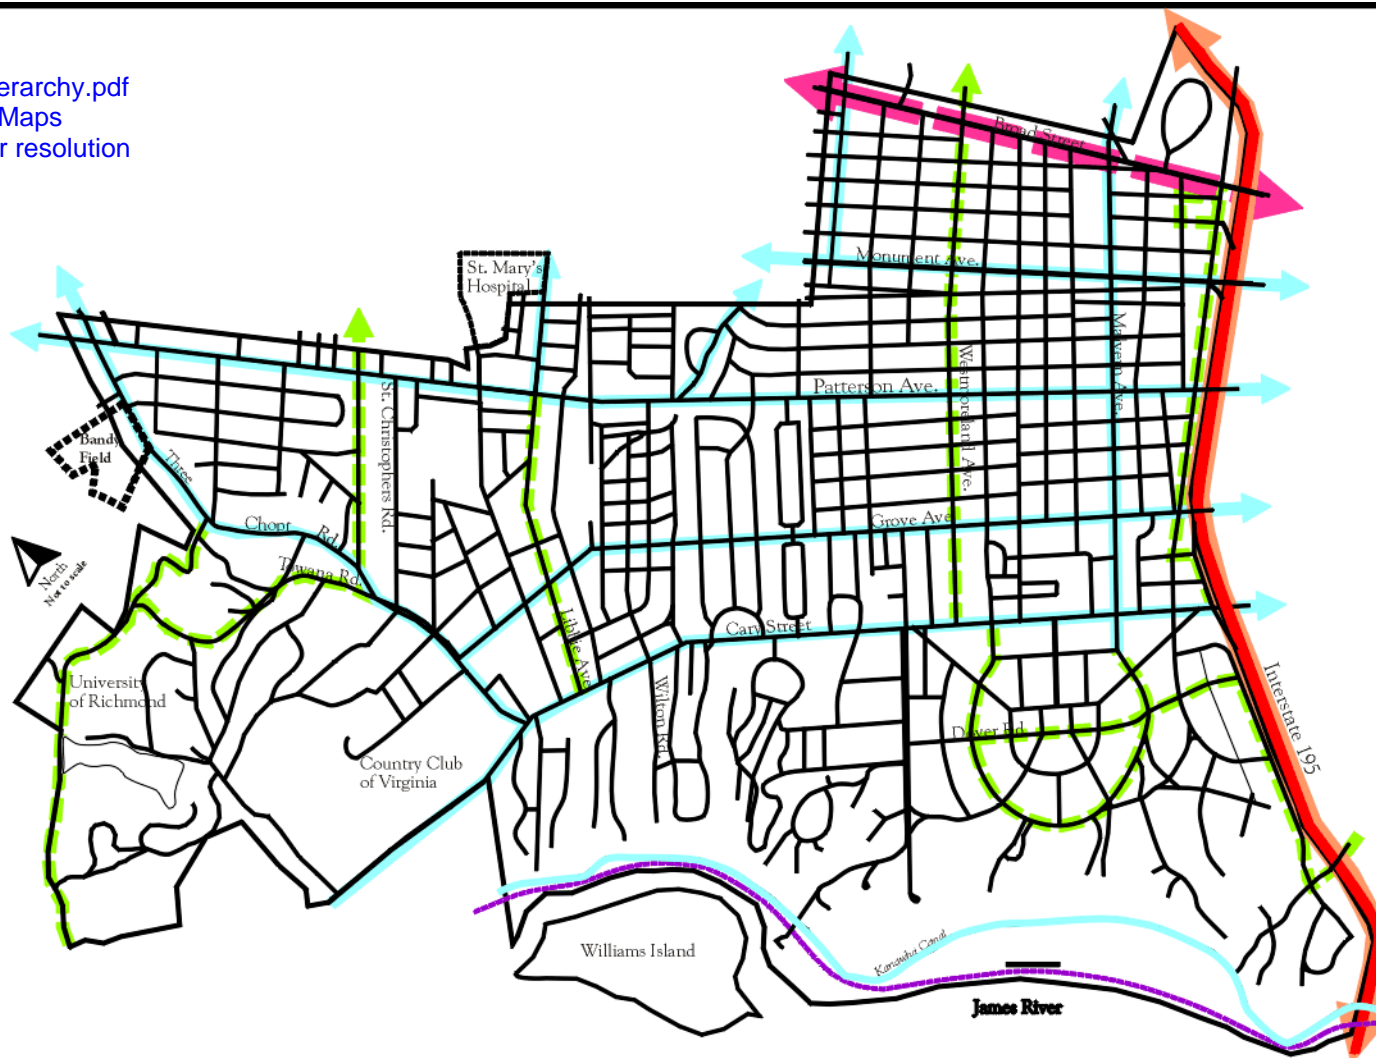 erarchy.pdf
Maps
r resolution
Broad Street
Monument Ave.
St. Mary's
Hospital
Malvern Ave.
Westmoreland Ave.
Patterson Ave.
St. Christophers Rd.
Bandy
Field
Three
Chopt
Rd.
Grove Ave
Towana Rd.
North
Not to scale
Libbie Ave
Cary Street
University
of Richmond
Wilton Rd.
Interstate 195
Dover Rd.
Country Club
of Virginia
Williams Island
Kanawha Canal
James River